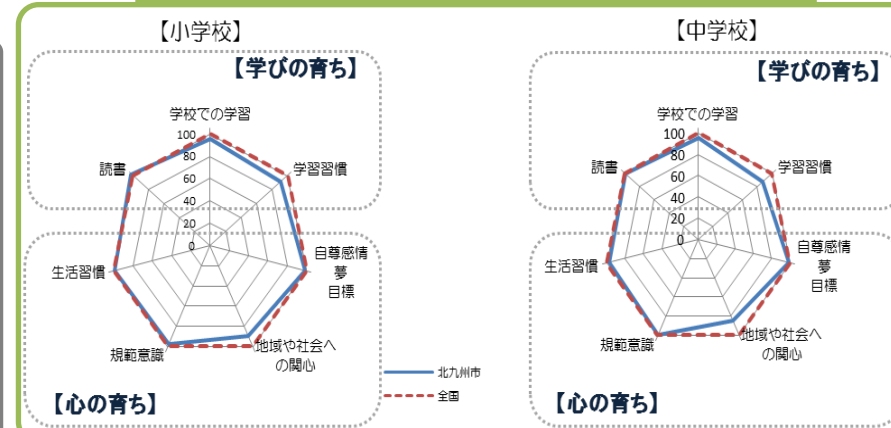 【小学校】
【学びの育ち】
学校での学習
100
80
60
40
20
0
学習習慣
自尊感情
夢
目標
地域や社会へ
の関心
規範意識
生活習慣
読書
【心の育ち】
北九州市
全国
【中学校】
【学びの育ち】
学校での学習
100
80
60
40
20
0
学習習慣
自尊感情
夢
目標
地域や社会へ
の関心
規範意識
生活習慣
読書
【心の育ち】